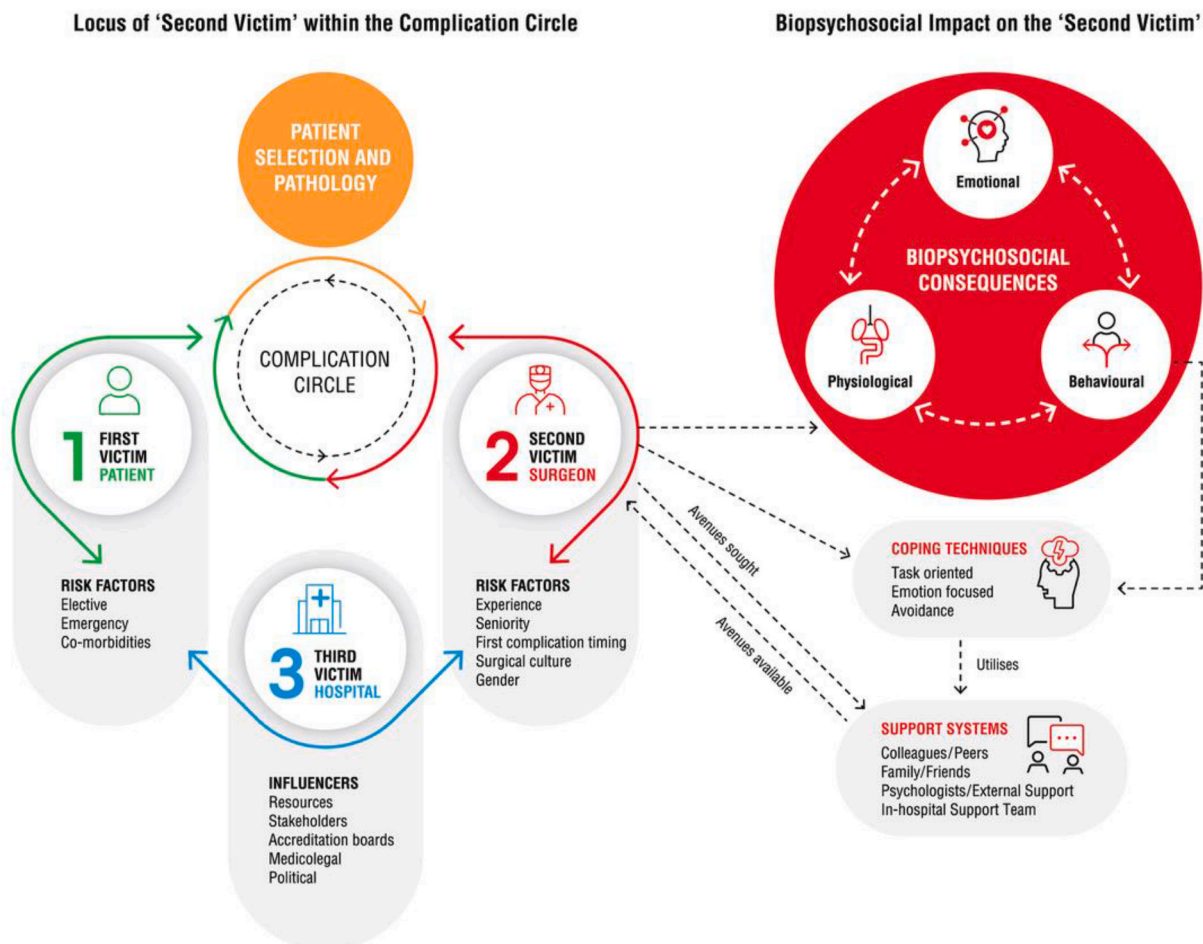 Locus of ‘Second Victim’ within the Complication Circle
PATIENT
SELECTION AND
PATHOLOGY
COMPLICATION
CIRCLE
1 FIRST
VICTIM
PATIENT
RISK FACTORS
Elective
Emergency
Co-morbidities
2 SECOND
VICTIM
SURGEON
RISK FACTORS
Experience
Seniority
First complication timing
Surgical culture
Gender
3 THIRD
VICTIM
HOSPITAL
INFLUENCERS
Resources
Stakeholders
Accreditation boards
Medicolegal
Political
Biopsychosocial Impact on the ‘Second Victim’
Emotional
BIOPSYCHOSOCIAL
CONSEQUENCES
Physiological
Behavioural
Avenues sought
Avenues available
COPING TECHNIQUES
Task oriented
Emotion focused
Avoidance
Utilises
SUPPORT SYSTEMS
Colleagues/Peers
Family/Friends
Psychologists/External Support
In-hospital Support Team